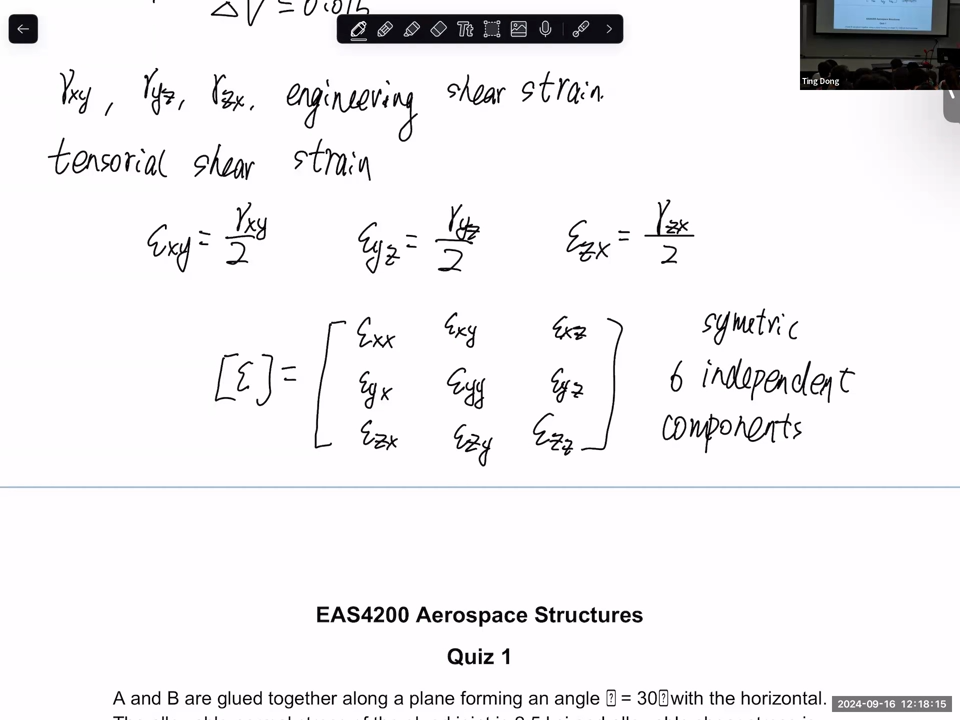 ΔV = 0.015
Tt
Ting Dong
γxy, γyz, γzx. engineering shear strain.
tensorial shear strain
εxy = γxy/2 εyz = γyz/2 εzx = γzx/2
[ε] = [ εxx εxy εxz
εyx εyy εyz
εzx εzy εzz ]
symetric
6 independent
components
EAS4200 Aerospace Structures
Quiz 1
A and B are glued together along a plane forming an angle = 30 with the horizontal.
2024-09-16 12:18:15